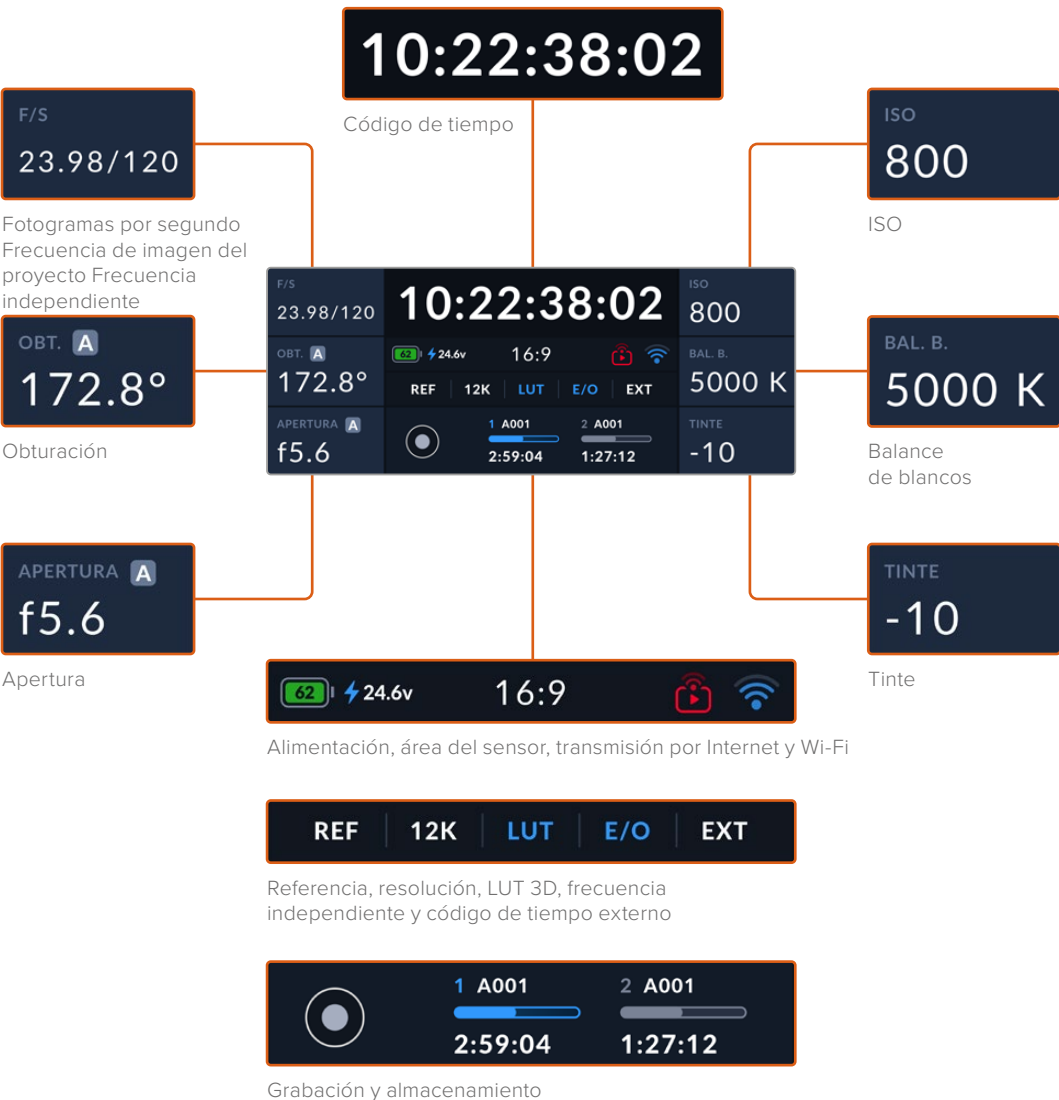 10:22:38:02
Código de tiempo
F/S
23.98/120
Fotogramas por segundo
Frecuencia de imagen del
proyecto Frecuencia
independiente
ISO
800
ISO
OBT. A
172.8°
Obturación
F/S
23.98/120
10:22:38:02
ISO
800
OBT. A
172.8°
62 24.6v 16:9
REF 12K LUT E/O EXT
BAL. B.
5000 K
APERTURA A
f5.6
1 A001 2 A001
2:59:04 1:27:12
TINTE
-10
BAL. B.
5000 K
Balance
de blancos
APERTURA A
f5.6
Apertura
TINTE
-10
Tinte
62 24.6v 16:9
Alimentación, área del sensor, transmisión por Internet y Wi-Fi
REF 12K LUT E/O EXT
Referencia, resolución, LUT 3D, frecuencia
independiente y código de tiempo externo
1 A001 2 A001
2:59:04 1:27:12
Grabación y almacenamiento